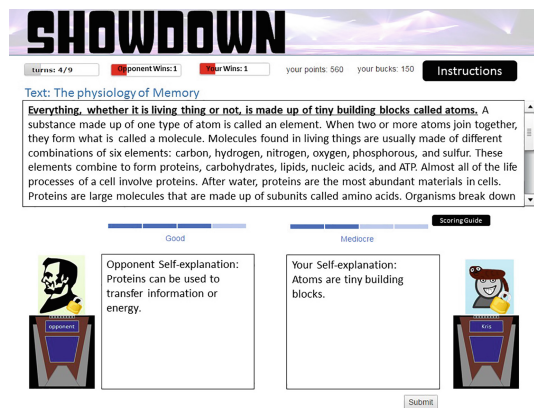 SHOWDOWN
turns: 4/9
Opponent Wins: 1
Your Wins: 1
your points: 560
your bucks: 150
Instructions
Text: The physiology of Memory
Everything, whether it is living thing or not, is made up of tiny building blocks called atoms. A
substance made up of one type of atom is called an element. When two or more atoms join together,
they form what is called a molecule. Molecules found in living things are usually made of different
combinations of six elements: carbon, hydrogen, nitrogen, oxygen, phosphorous, and sulfur. These
elements combine to form proteins, carbohydrates, lipids, nucleic acids, and ATP. Almost all of the life
processes of a cell involve proteins. After water, proteins are the most abundant materials in cells.
Proteins are large molecules that are made up of subunits called amino acids. Organisms break down
Scoring Guide
Good
Mediocre
Opponent Self-explanation:
Proteins can be used to
transfer information or
energy.
Your Self-explanation:
Atoms are tiny building
blocks.
opponent
Kris
Submit